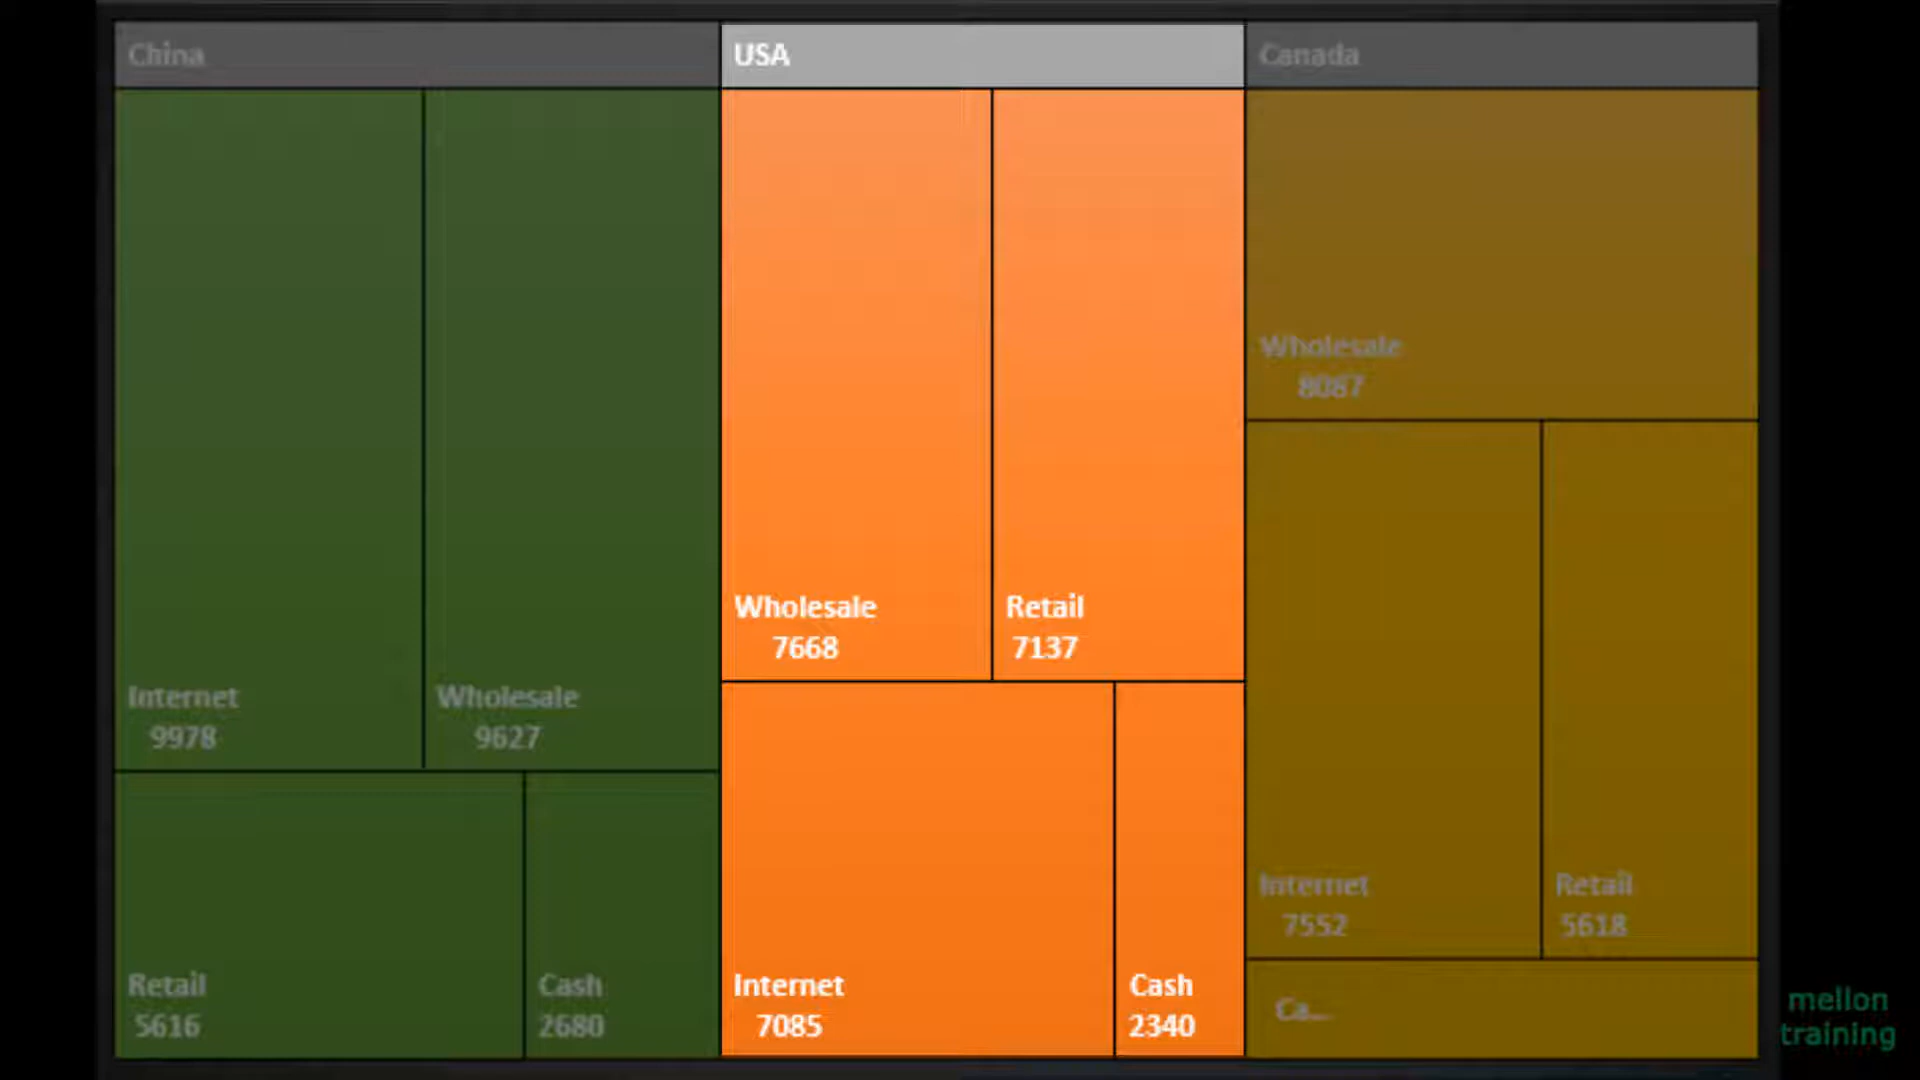 China
USA
Canada
Internet
9978
Wholesale
9627
Retail
5616
Cash
2680
Wholesale
7668
Retail
7137
Internet
7085
Cash
2340
Wholesale
8087
Internet
7552
Retail
5618
Ca...
mellon
training